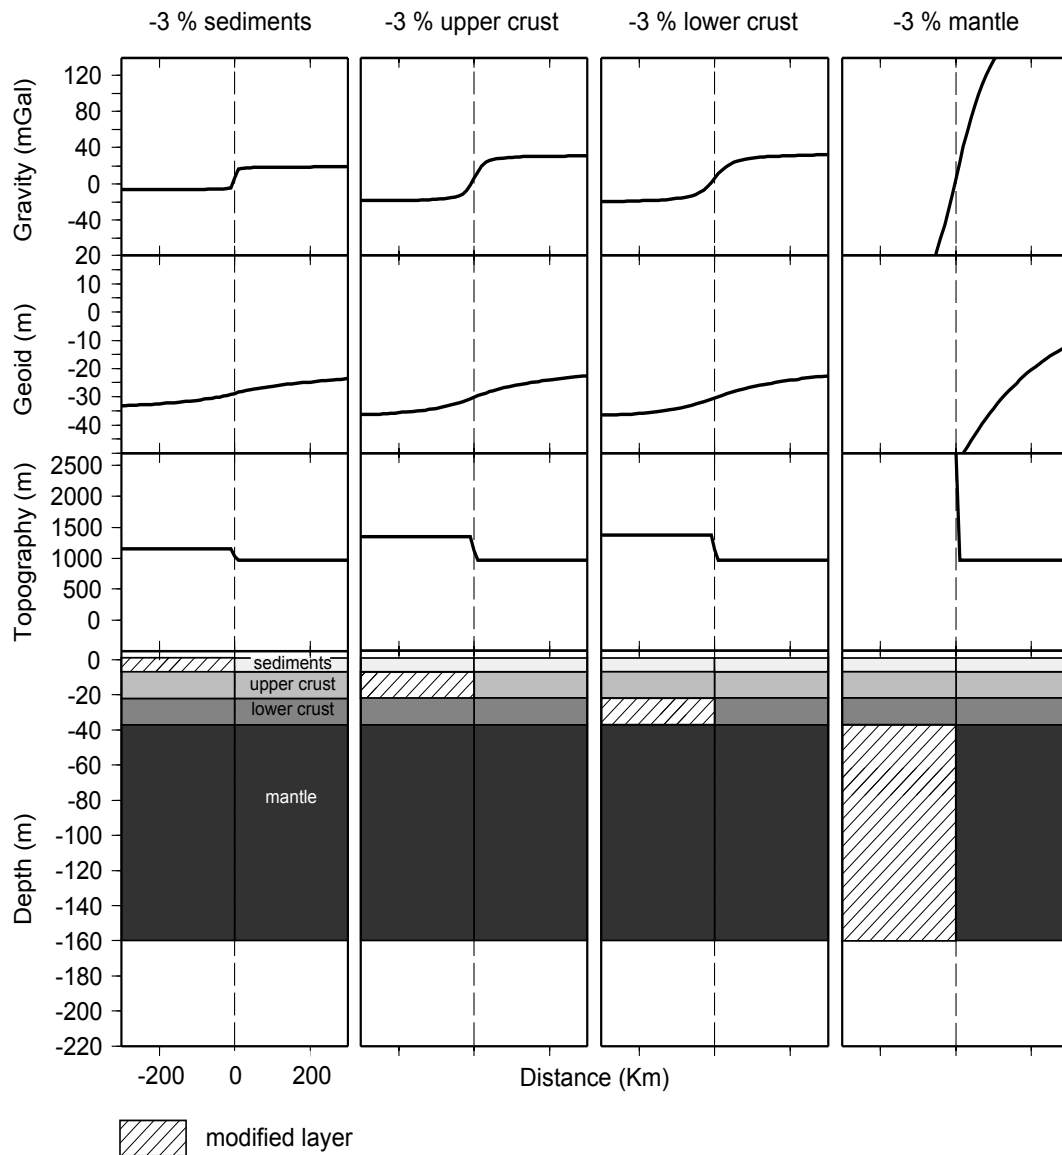 -3 % sediments -3 % upper crust -3 % lower crust -3 % mantle
Gravity (mGal)
120
80
40
0
-40
20
Geoid (m)
10
0
-10
-20
-30
-40
Topography (m)
2500
2000
1500
1000
500
0
Depth (m)
0
-20
-40
-60
-80
-100
-120
-140
-160
-180
-200
-220
sediments
upper crust
lower crust
mantle
-200 0 200
Distance (Km)
modified layer